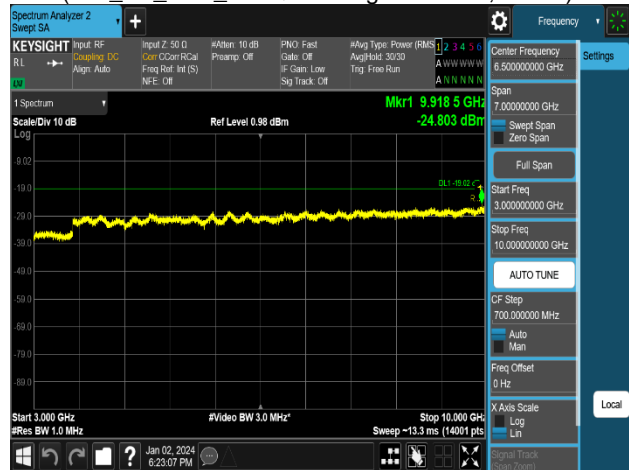 Spectrum Analyzer 2
Swept SA
Frequency
KEYSIGHT
RL
Input: RF
Coupling: DC
Align: Auto
Input Z: 50 Ω
Corr CCorr RCal
Freq Ref: Int (S)
NFE: Off
#Atten: 10 dB
Preamp: Off
PNO: Fast
Gate: Off
IF Gain: Low
Sig Track: Off
#Avg Type: Power (RMS
Avg|Hold: 30/30
Trig: Free Run
1 2 3 4 5 6
A W W W W W
A N N N N N
Center Frequency
6.500000000 GHz
Settings
Span
7.00000000 GHz
Swept Span
Zero Span
Full Span
Start Freq
3.000000000 GHz
Stop Freq
10.000000000 GHz
AUTO TUNE
CF Step
700.000000 MHz
Auto
Man
Freq Offset
0 Hz
X Axis Scale
Log
Lin
Signal Track
(Span Zoom)
Local
1 Spectrum
Scale/Div 10 dB
Ref Level 0.98 dBm
Mkr1 9.918 5 GHz
-24.803 dBm
Log
-9.02
-19.0
-29.0
-39.0
-49.0
-59.0
-69.0
-79.0
-89.0
DL1 -19.02
Start 3.000 GHz
#Res BW 1.0 MHz
#Video BW 3.0 MHz*
Stop 10.000 GHz
Sweep ~13.3 ms (14001 pts
?
Jan 02, 2024
6:23:07 PM